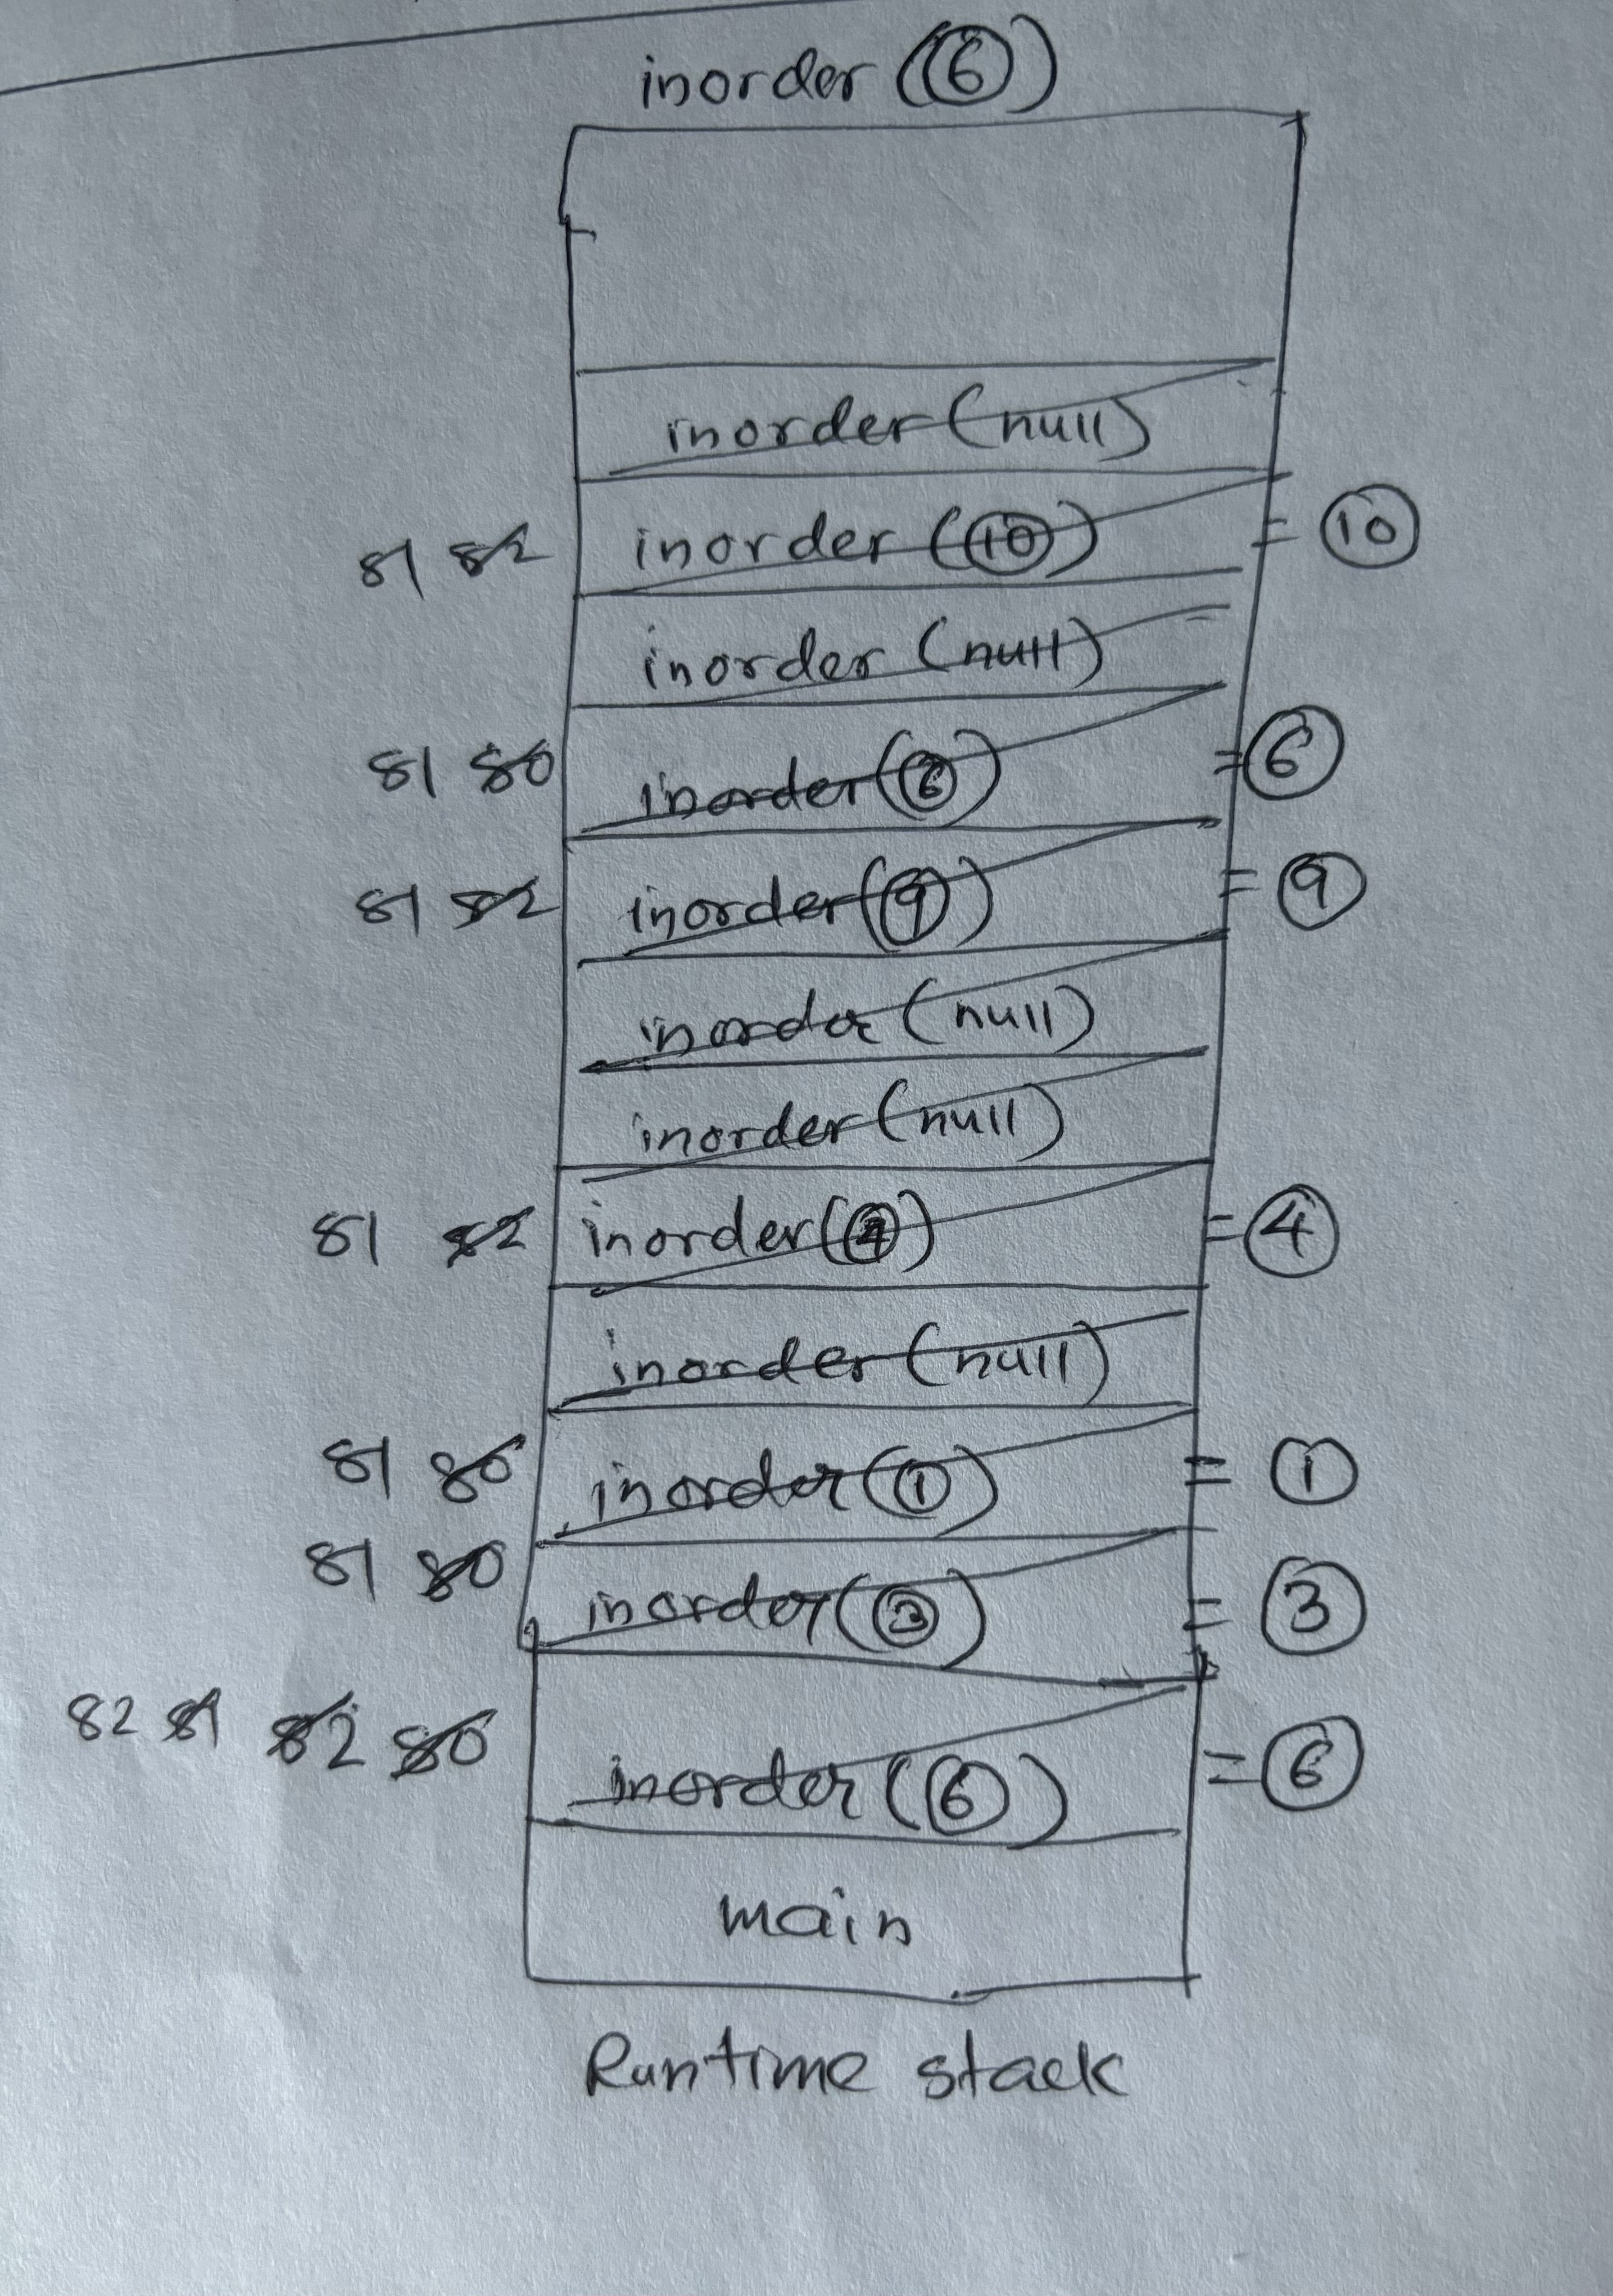 inorder (6)
inorder (null)
81 82 inorder (10) = 10
inorder (null)
81 80 inorder (6) = 6
81 82 inorder (9) = 9
inorder (null)
inorder (null)
81 82 inorder (4) = 4
inorder (null)
81 80 inorder (1) = 1
81 80 inorder (3) = 3
82 81 82 80 inorder (6) = 6
main
Runtime stack